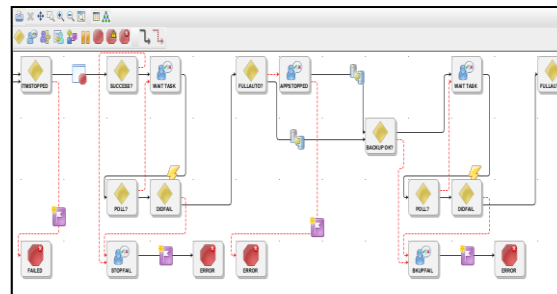 ITMSTOPPED
SUCCESS?
WAIT TASK
FULLAUTO?
APPSTOPPED
WAIT TASK
BACKUP OK?
POLL?
DIDFAIL
POLL?
DIDFAIL
FAILED
STOPFAIL
ERROR
ERROR
BKUPFAIL
ERROR